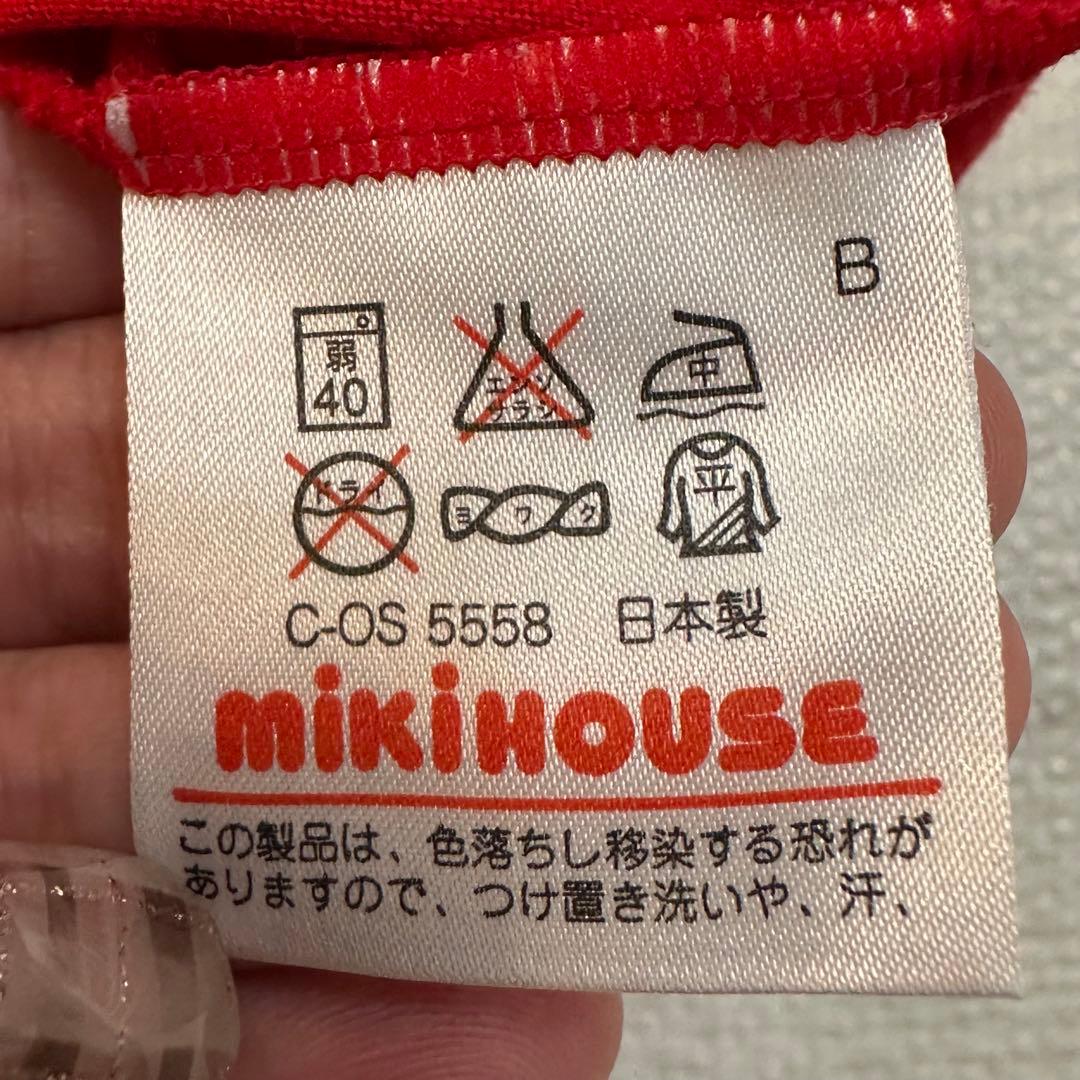 B
弱
40
エンソ
サラシ
中
ドライ
ヨワク
平
C-OS 5558 日本製
mikiHOUSE
この製品は、色落ちし移染する恐れが
ありますので、つけ置き洗いや、汗、